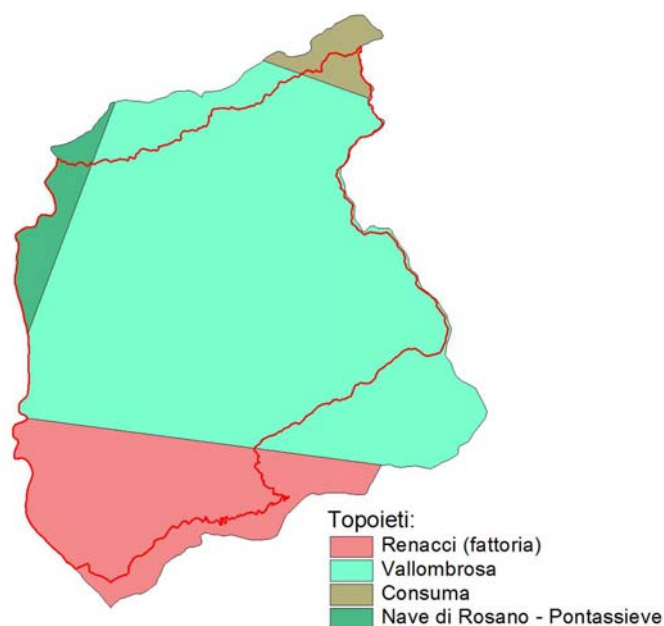 Topoieti:
Renacci (fattoria)
Vallombrosa
Consuma
Nave di Rosano - Pontassieve